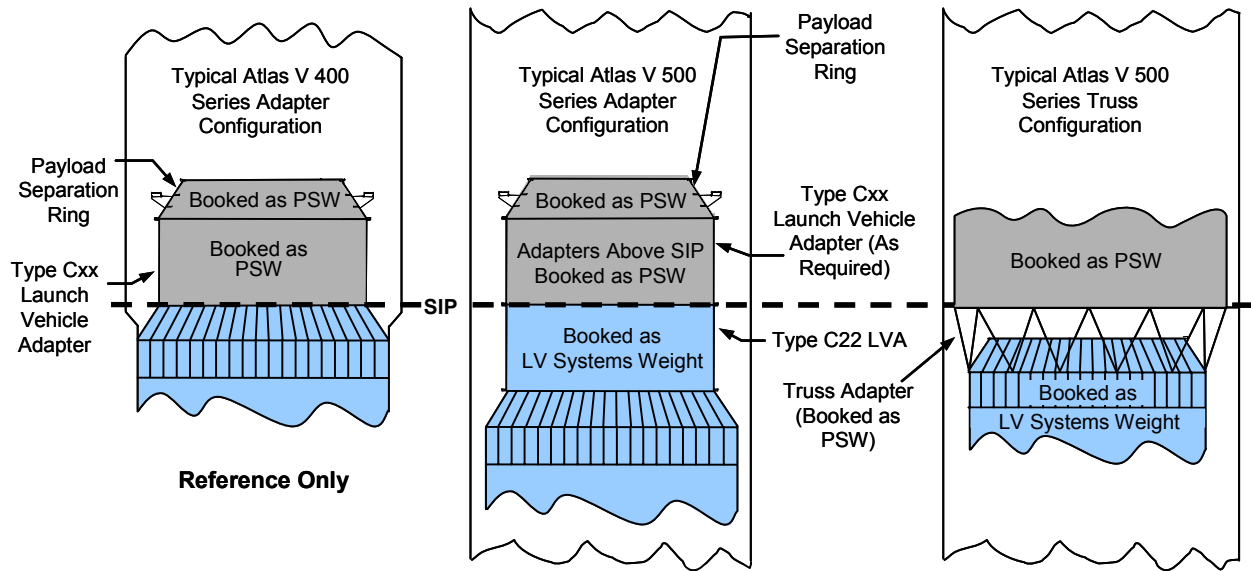 Typical Atlas V 400
Series Adapter
Configuration
Payload
Separation
Ring
Booked as PSW
Booked as
PSW
Type Cxx
Launch
Vehicle
Adapter
SIP
Reference Only
Typical Atlas V 500
Series Adapter
Configuration
Payload
Separation
Ring
Booked as PSW
Adapters Above SIP
Booked as PSW
Type Cxx
Launch Vehicle
Adapter (As
Required)
Booked as
LV Systems Weight
Type C22 LVA
Typical Atlas V 500
Series Truss
Configuration
Booked as PSW
Truss Adapter
(Booked as
PSW)
Booked as
LV Systems Weight